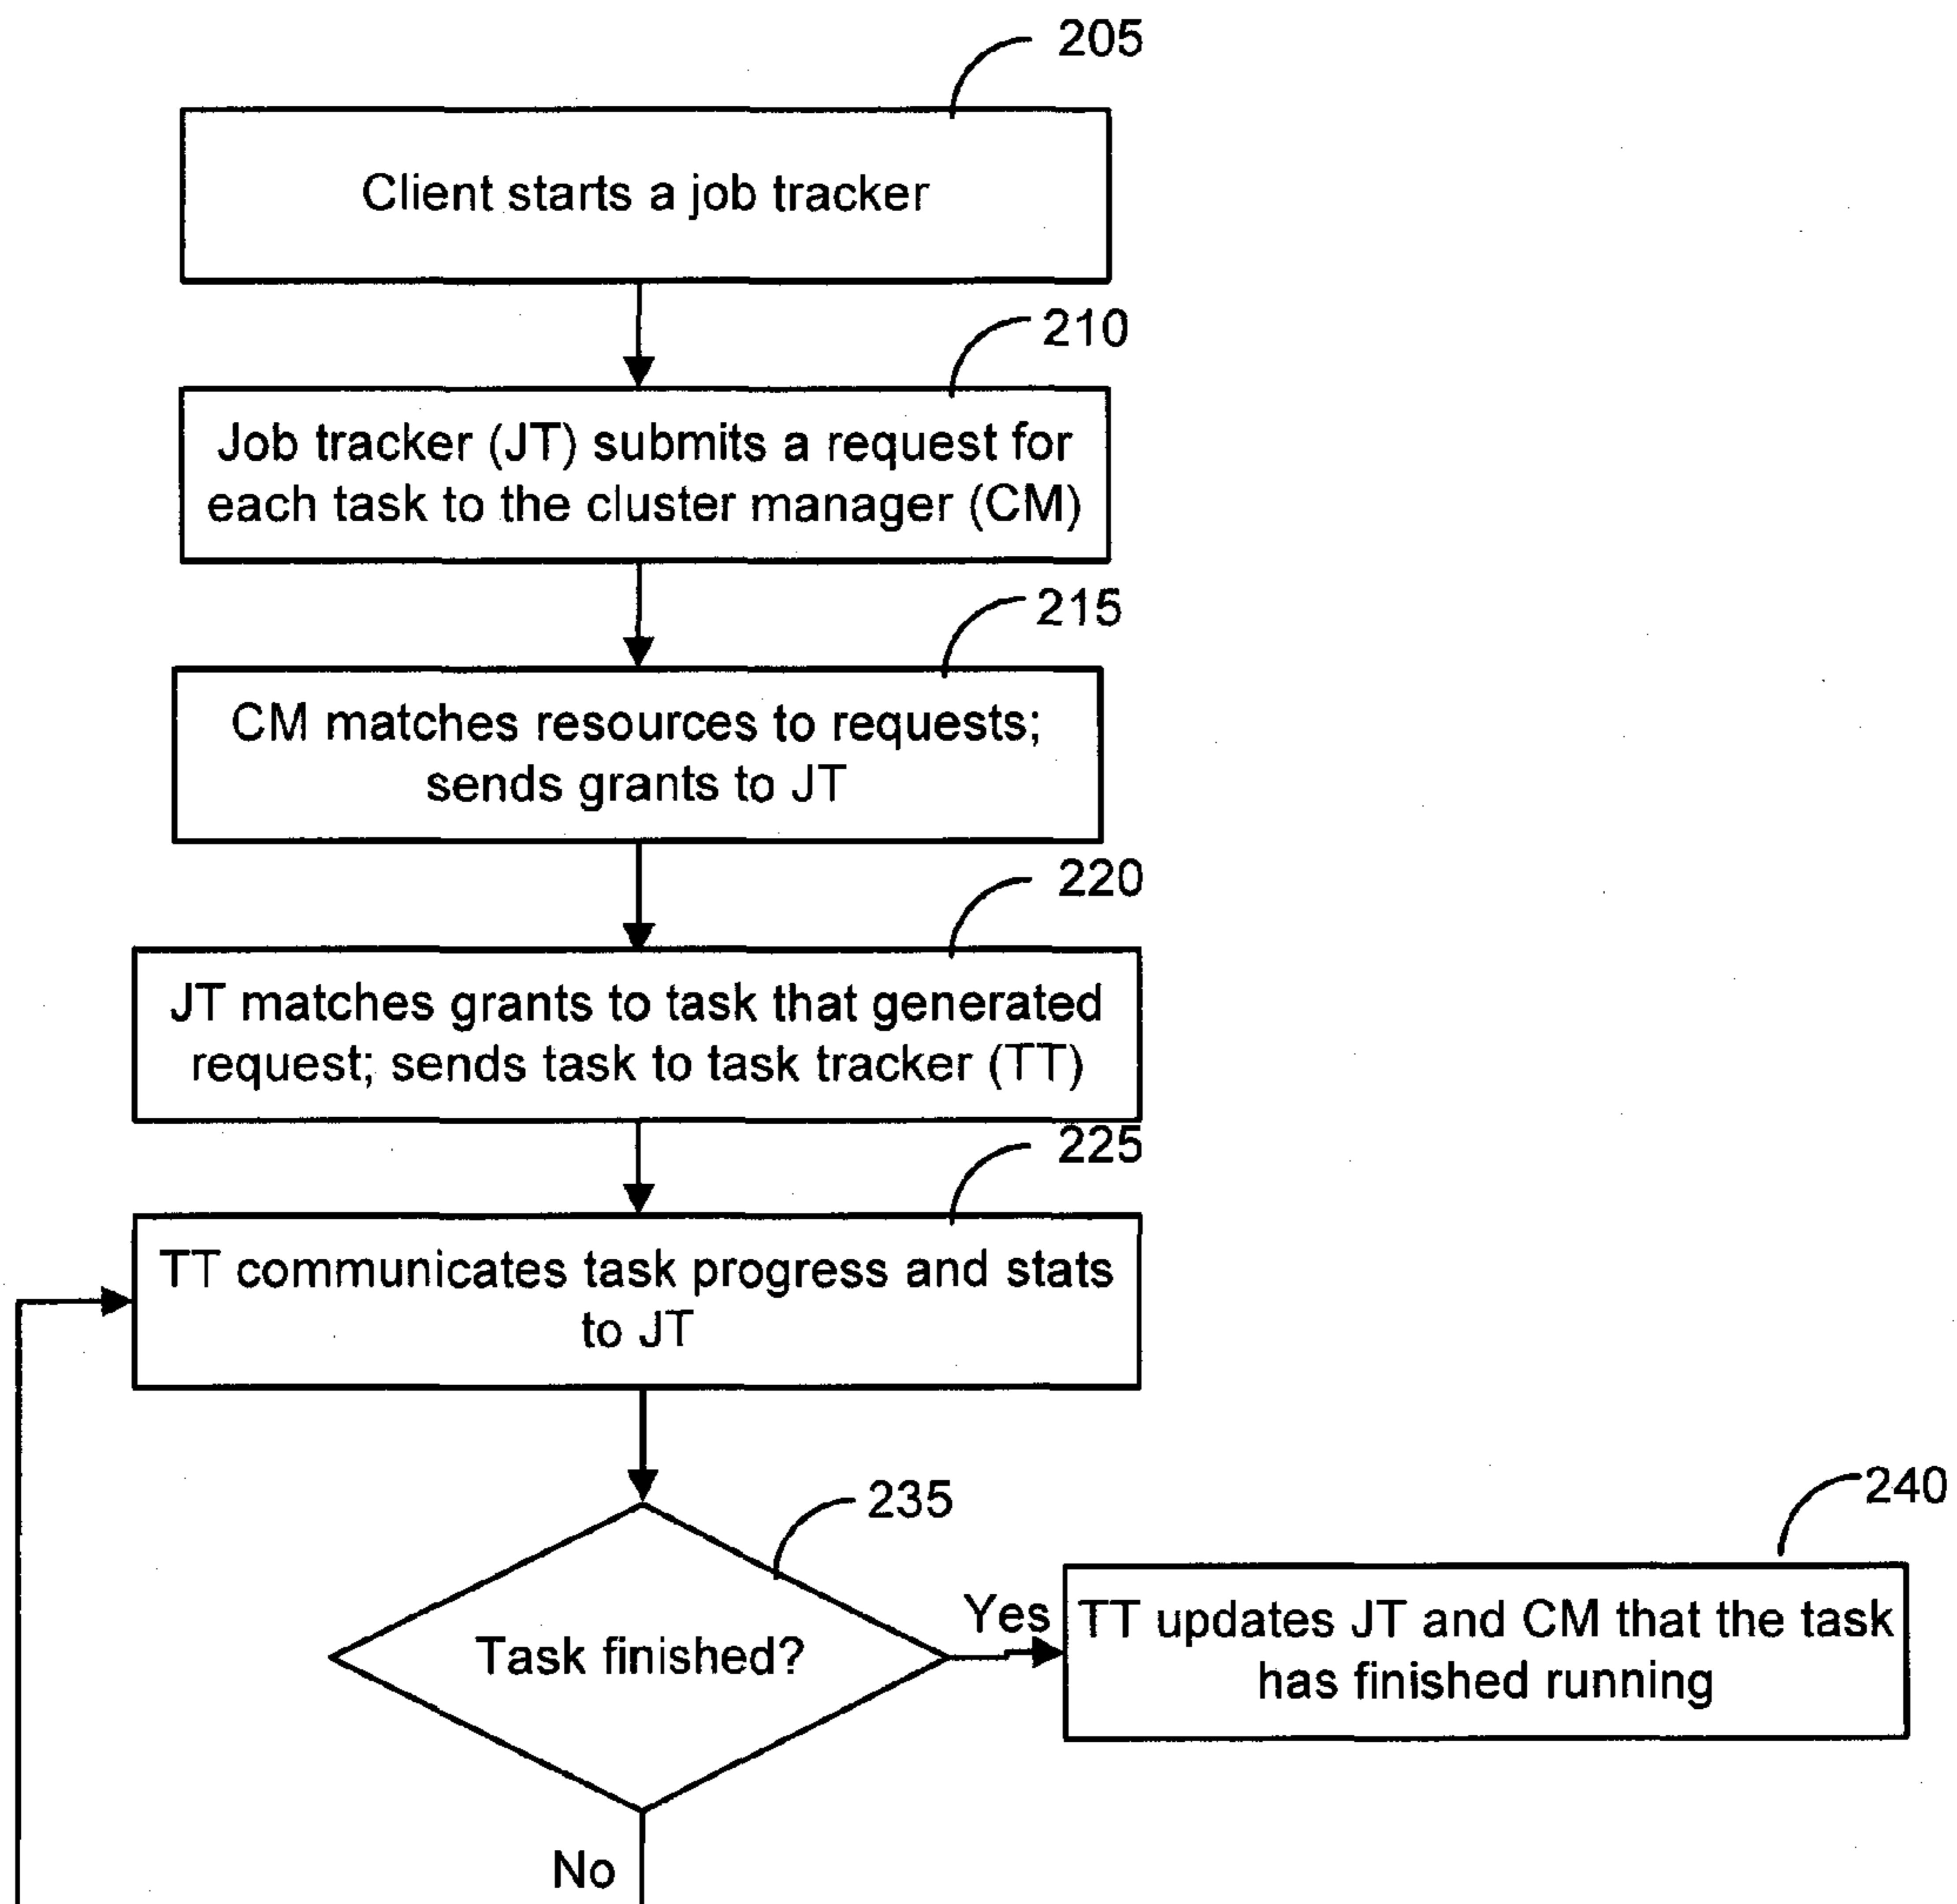 205
Client starts a job tracker
210
Job tracker (JT) submits a request for
each task to the cluster manager (CM)
215
CM matches resources to requests;
sends grants to JT
220
JT matches grants to task that generated
request; sends task to task tracker (TT)
225
TT communicates task progress and stats
to JT
235
Task finished?
Yes
240
TT updates JT and CM that the task
has finished running
No